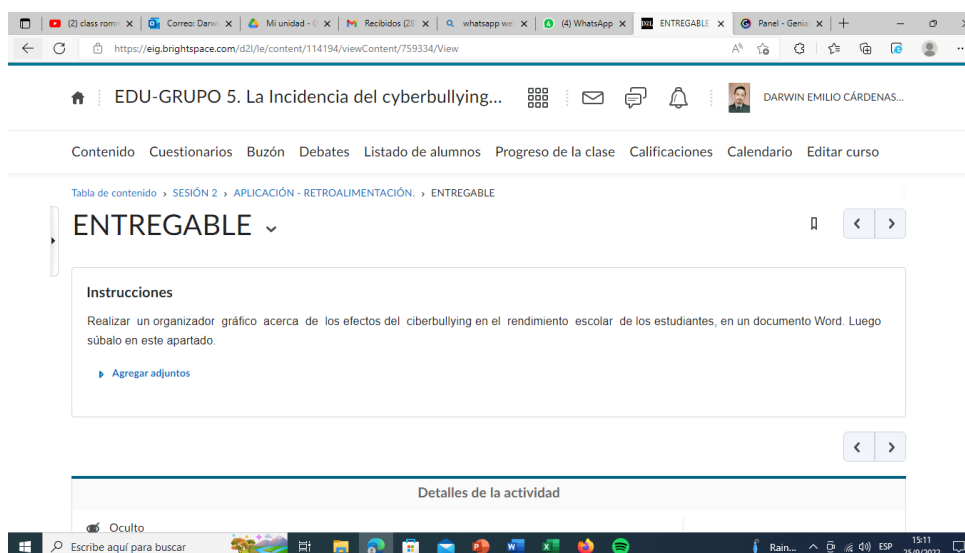 (2) class romr
Correo: Darw
Mi unidad - G
Recibidos (28
whatsapp we
(4) WhatsApp
D2L ENTREGABLE
Panel - Genia
https://eig.brightspace.com/d2l/le/content/114194/viewContent/759334/View
EDU-GRUPO 5. La Incidencia del cyberbullying...
DARWIN EMILIO CÁRDENAS...
Contenido Cuestionarios Buzón Debates Listado de alumnos Progreso de la clase Calificaciones Calendario Editar curso
Tabla de contenido › SESIÓN 2 › APLICACIÓN - RETROALIMENTACIÓN. › ENTREGABLE
ENTREGABLE
Instrucciones
Realizar un organizador gráfico acerca de los efectos del ciberbullying en el rendimiento escolar de los estudiantes, en un documento Word. Luego
súbalo en este apartado.
Agregar adjuntos
Detalles de la actividad
Oculto
Escribe aquí para buscar
Rain...
ESP
15:11
25/9/2022